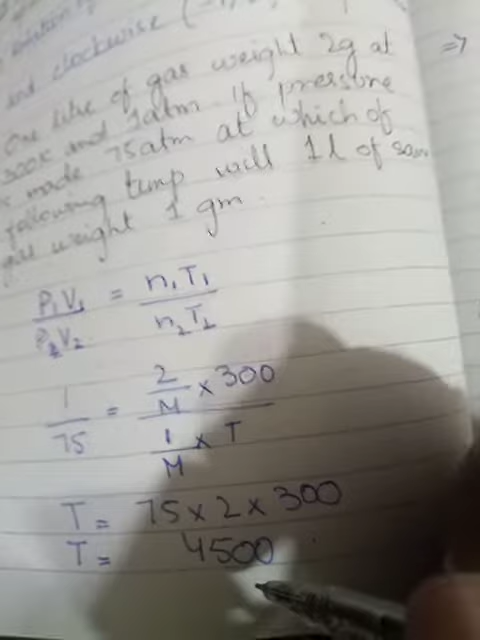 and clockwise (
One litre of gas weight 2g at =>
300K and 1atm If pressure
is made 75atm at which of
following temp will 1l of same
gas weight 1 gm.
P₁V₁ / P₂V₂ = n₁T₁ / n₂T₂
1 / 75 = 2/M × 300 / 1/M × T
T = 75 × 2 × 300
T = 4500